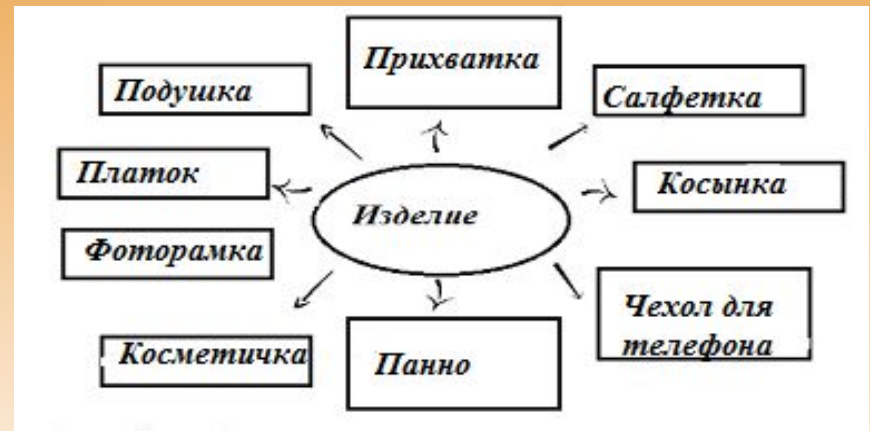 Прихватка
Подушка
Салфетка
Платок
Косынка
Изделие
Фоторамка
Чехол для
телефона
Косметичка
Панно